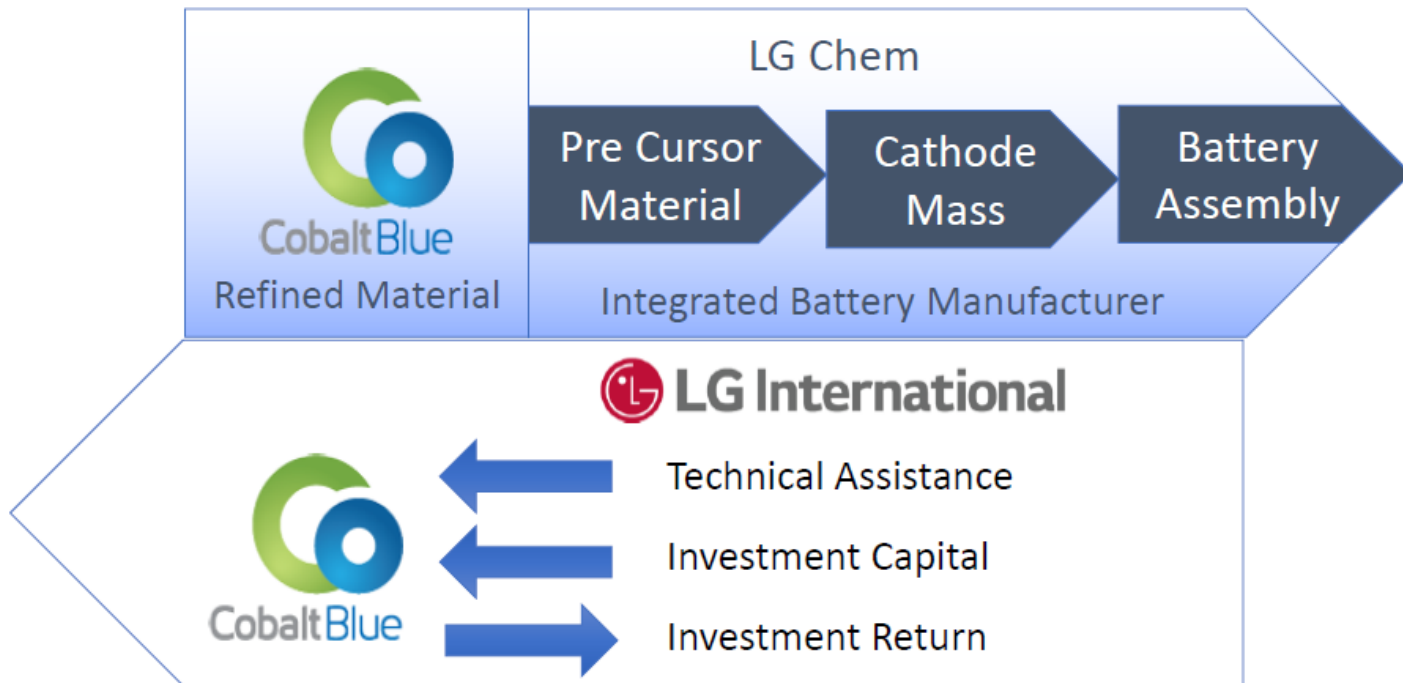 LG Chem
CobaltBlue
Refined Material
Pre Cursor
Material
Cathode
Mass
Battery
Assembly
Integrated Battery Manufacturer
LG International
CobaltBlue
Technical Assistance
Investment Capital
Investment Return